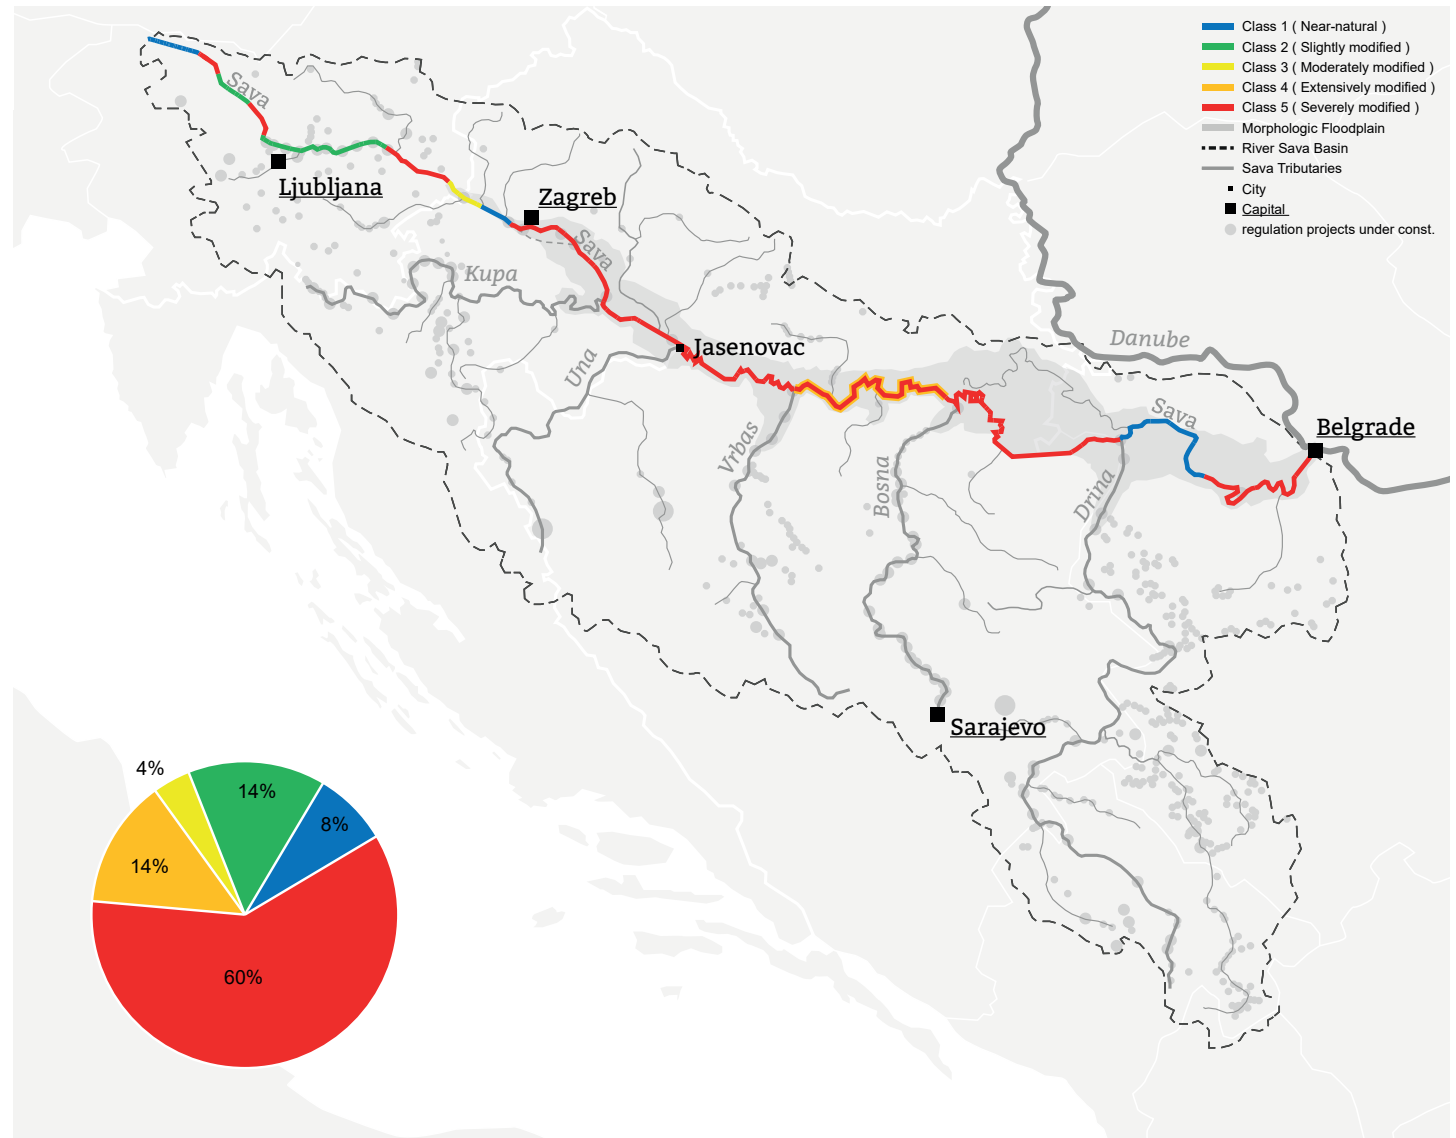 Class 1 ( Near-natural )
Class 2 ( Slightly modified )
Class 3 ( Moderately modified )
Class 4 ( Extensively modified )
Class 5 ( Severely modified )
Morphologic Floodplain
River Sava Basin
Sava Tributaries
City
Capital
regulation projects under const.
Sava
Ljubljana
Zagreb
Sava
Kupa
Una
Jasenovac
Danube
Sava
Belgrade
Vrbas
Bosna
Drina
Sarajevo
4%
14%
8%
14%
60%